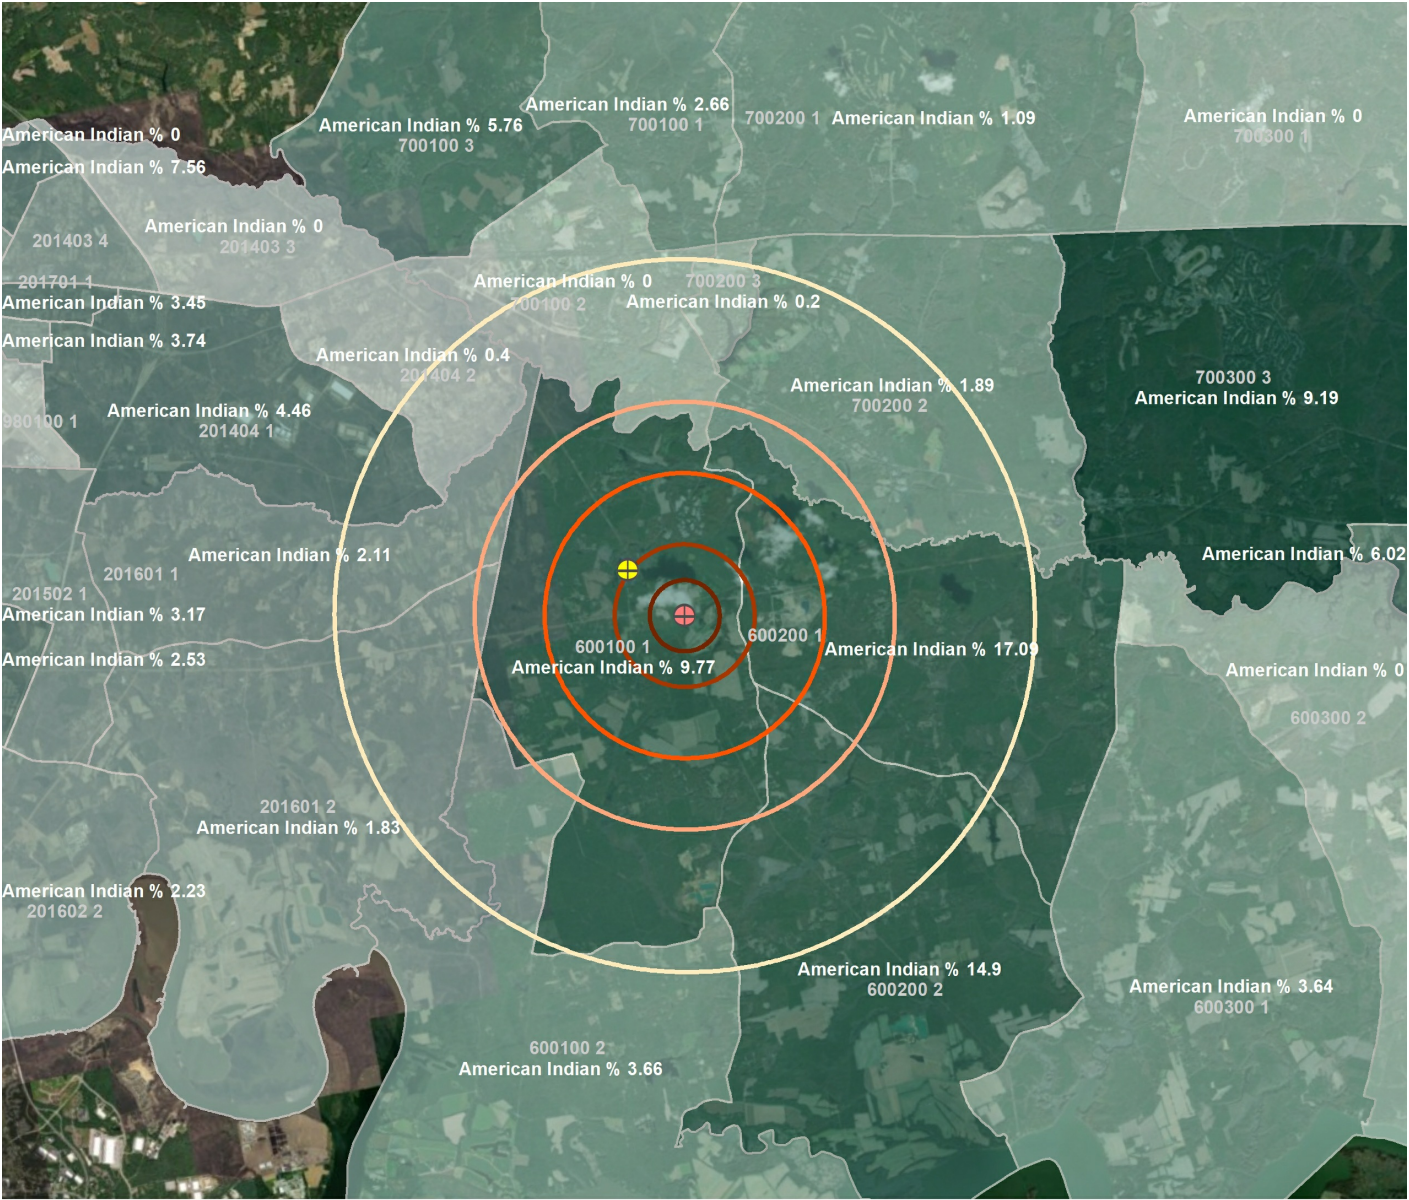 American Indian % 2.66
700100 1
700200 1
American Indian % 1.09
American Indian % 0
700300 1
American Indian % 5.76
700100 3
American Indian % 0
American Indian % 7.56
American Indian % 0
201403 3
201403 4
201701 1
American Indian % 3.45
American Indian % 3.74
American Indian % 0
700200 3
700100 2
American Indian % 0.2
American Indian % 0.4
201404 2
American Indian % 1.89
700200 2
700300 3
American Indian % 9.19
American Indian % 4.46
201404 1
980100 1
American Indian % 2.11
201601 1
American Indian % 6.02
201502 1
American Indian % 3.17
American Indian % 2.53
600100 1
American Indian % 9.77
600200 1
American Indian % 17.09
American Indian % 0
600300 2
201601 2
American Indian % 1.83
American Indian % 2.23
201602 2
American Indian % 14.9
600200 2
American Indian % 3.64
600300 1
600100 2
American Indian % 3.66